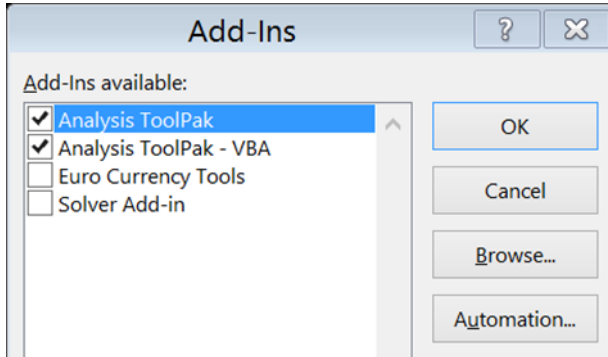 Add-Ins
?
Add-Ins available:
Analysis ToolPak
Analysis ToolPak - VBA
Euro Currency Tools
Solver Add-in
OK
Cancel
Browse...
Automation...